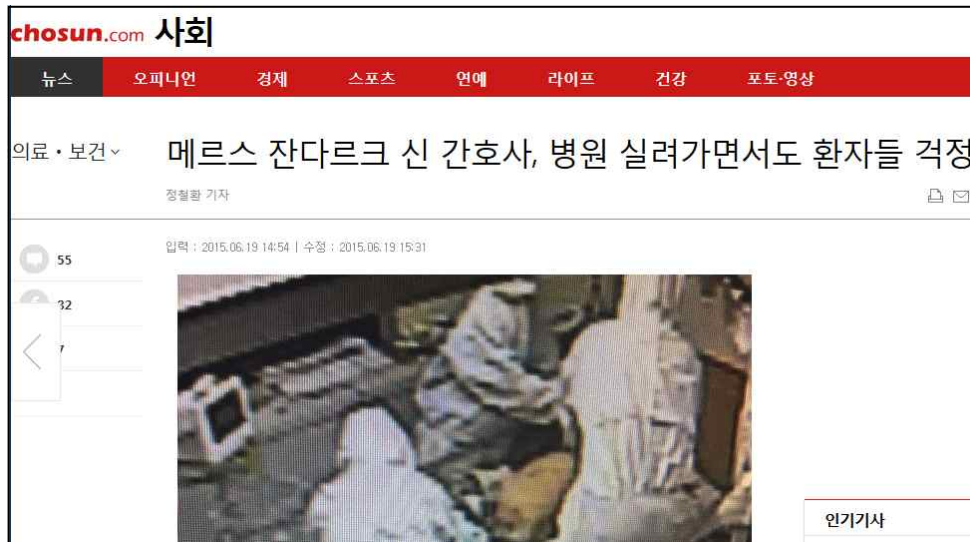 chosun.com 사회
뉴스 오피니언 경제 스포츠 연예 라이프 건강 포토·영상
의료·보건
메르스 잔다르크 신 간호사, 병원 실려가면서도 환자들 걱정
정철환 기자
입력 : 2015.06.19 14:54 | 수정 : 2015.06.19 15:31
55
32
7
인기기사